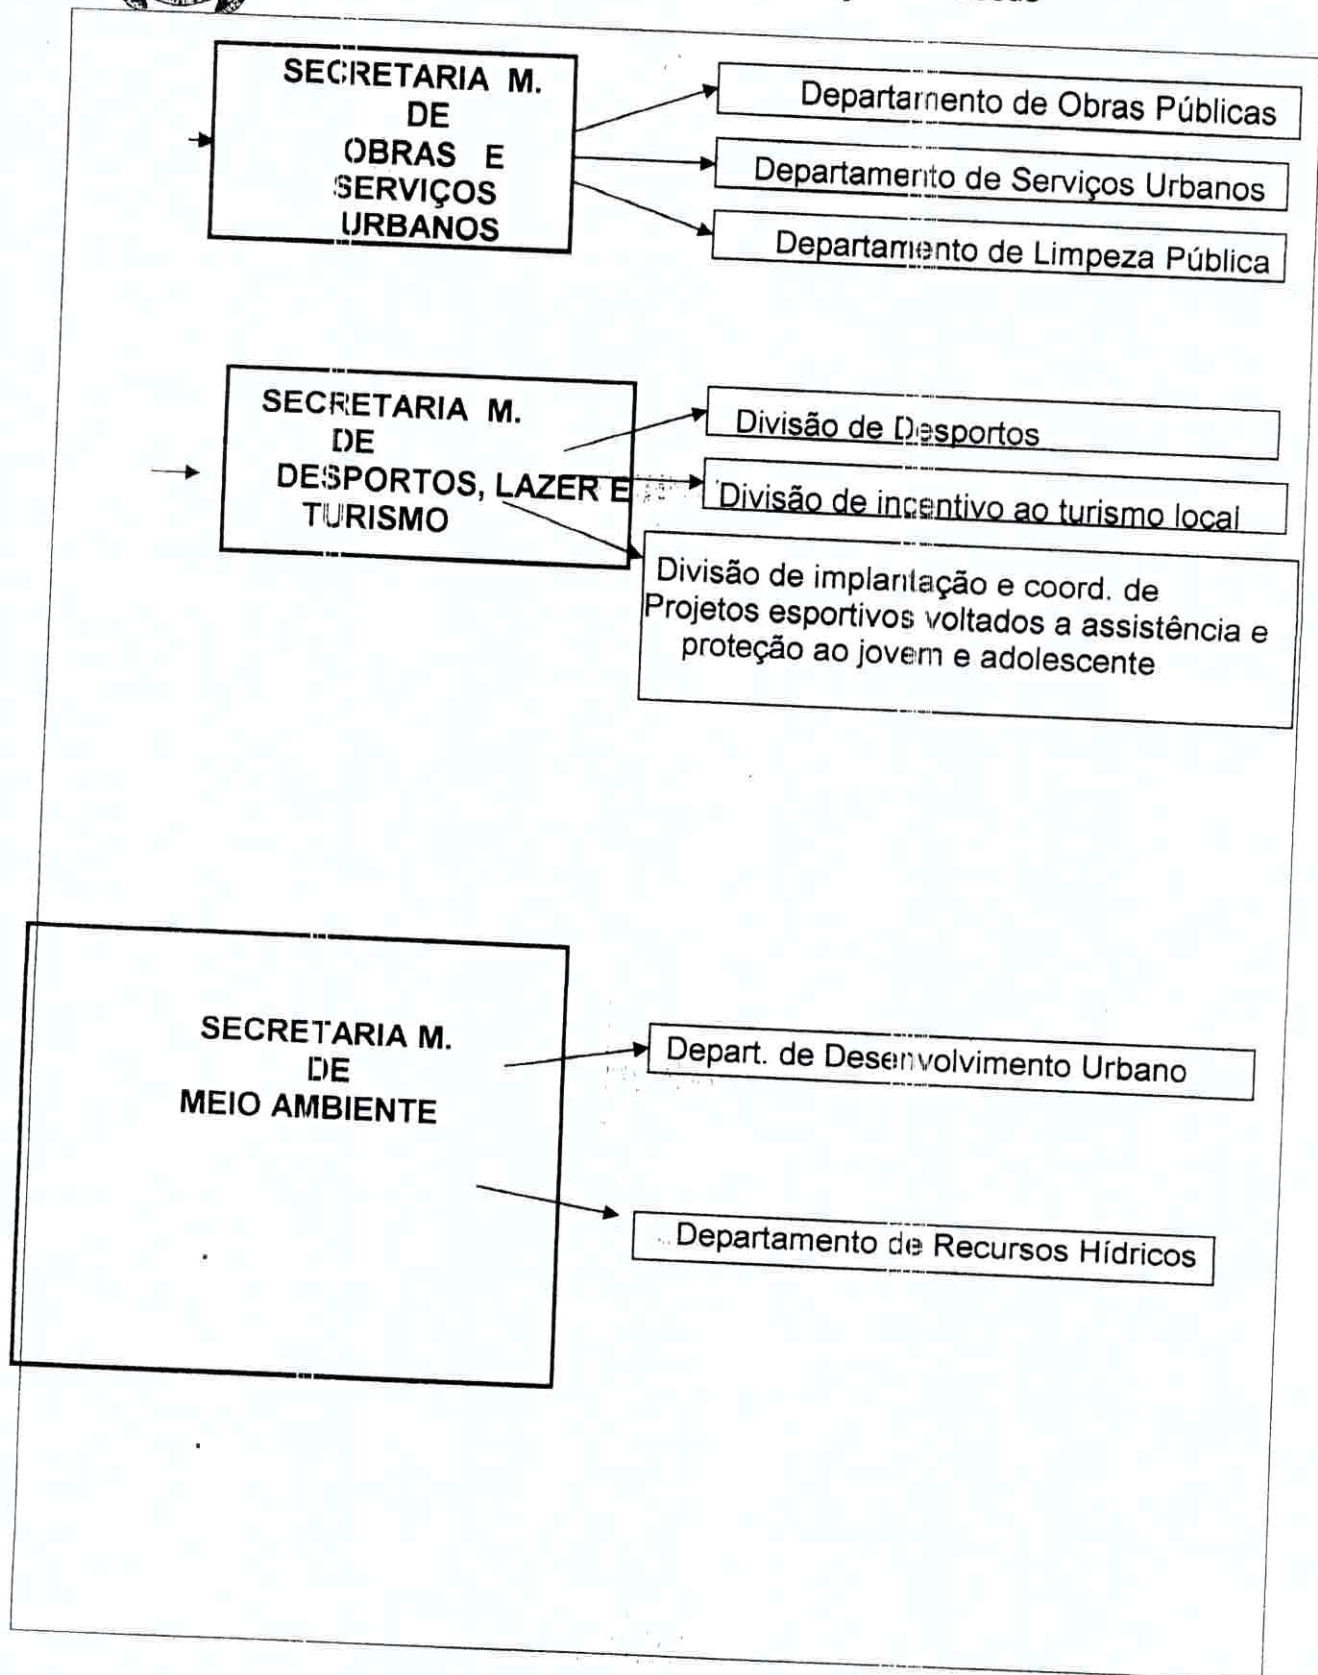 SECRETARIA M.
DE
OBRAS E
SERVIÇOS
URBANOS
Departamento de Obras Públicas
Departamento de Serviços Urbanos
Departamento de Limpeza Pública
SECRETARIA M.
DE
DESPORTOS, LAZER E
TURISMO
Divisão de Desportos
Divisão de incentivo ao turismo local
Divisão de implantação e coord. de
Projetos esportivos voltados a assistência e
proteção ao jovem e adolescente
SECRETARIA M.
DE
MEIO AMBIENTE
Depart. de Desenvolvimento Urbano
Departamento de Recursos Hídricos